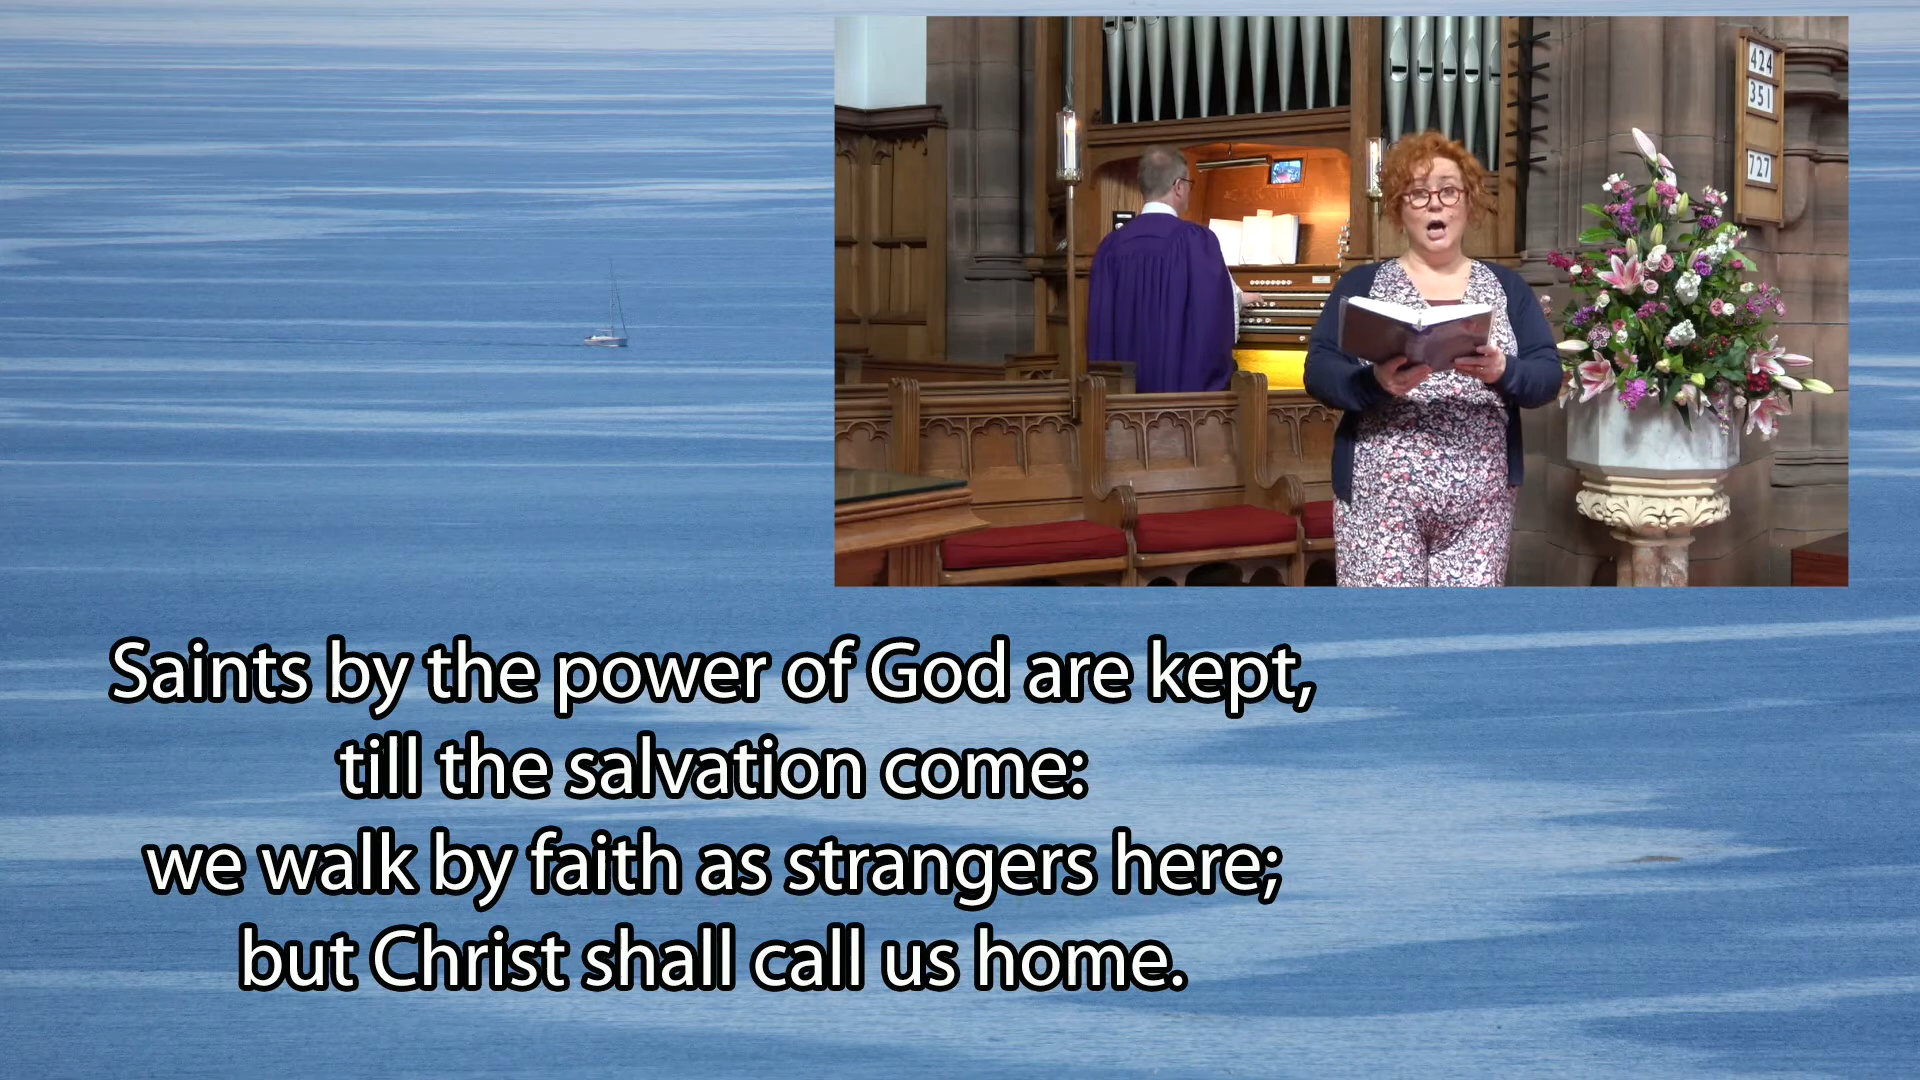 424
351
727
Saints by the power of God are kept,
till the salvation come:
we walk by faith as strangers here;
but Christ shall call us home.